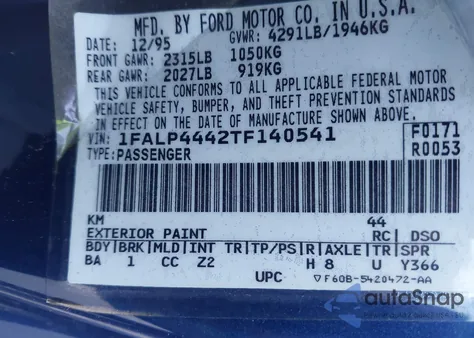 MFD. BY FORD MOTOR CO. IN U.S.A.
DATE: 12/95 GVWR: 4291LB/1946KG
FRONT GAWR: 2315LB 1050KG
REAR GAWR: 2027LB 919KG
THIS VEHICLE CONFORMS TO ALL APPLICABLE FEDERAL MOTOR
VEHICLE SAFETY, BUMPER, AND THEFT PREVENTION STANDARDS
IN EFFECT ON THE DATE OF MANUFACTURE SHOWN ABOVE.
VIN: 1FALP4442TF140541 F0171
TYPE: PASSENGER R0053
KM 44
EXTERIOR PAINT RC DSO
BDY BRK MLD INT TR TP/PS R AXLE TR SPR
BA 1 CC Z2 H 8 U Y366
UPC F60B-5420472-AA
autoSnap